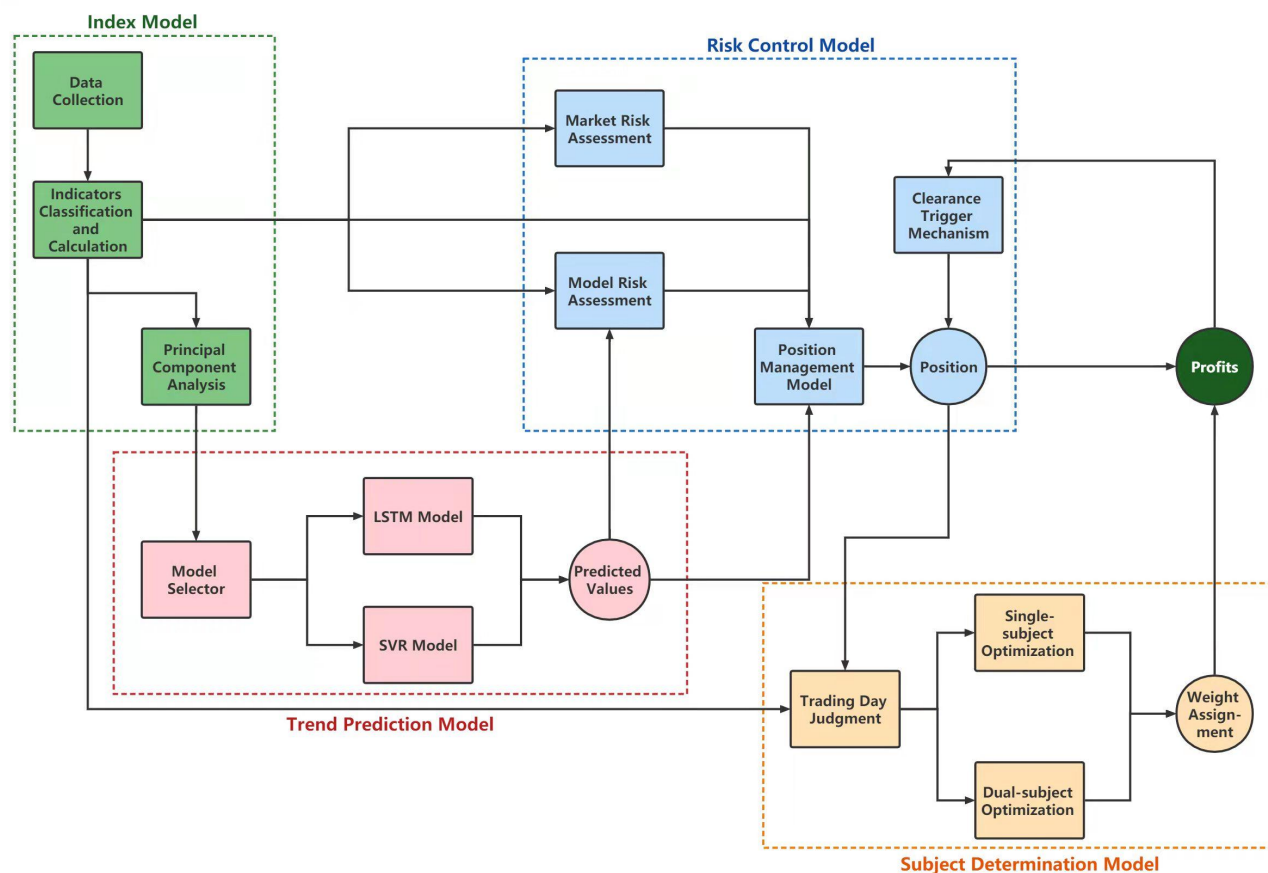 Index Model
Data
Collection
Indicators
Classification
and
Calculation
Principal
Component
Analysis
Risk Control Model
Market Risk
Assessment
Model Risk
Assessment
Clearance
Trigger
Mechanism
Position
Management
Model
Position
Profits
Model
Selector
LSTM Model
SVR Model
Predicted
Values
Trend Prediction Model
Trading Day
Judgment
Single-
subject
Optimization
Dual-subject
Optimization
Weight
Assign-
ment
Subject Determination Model